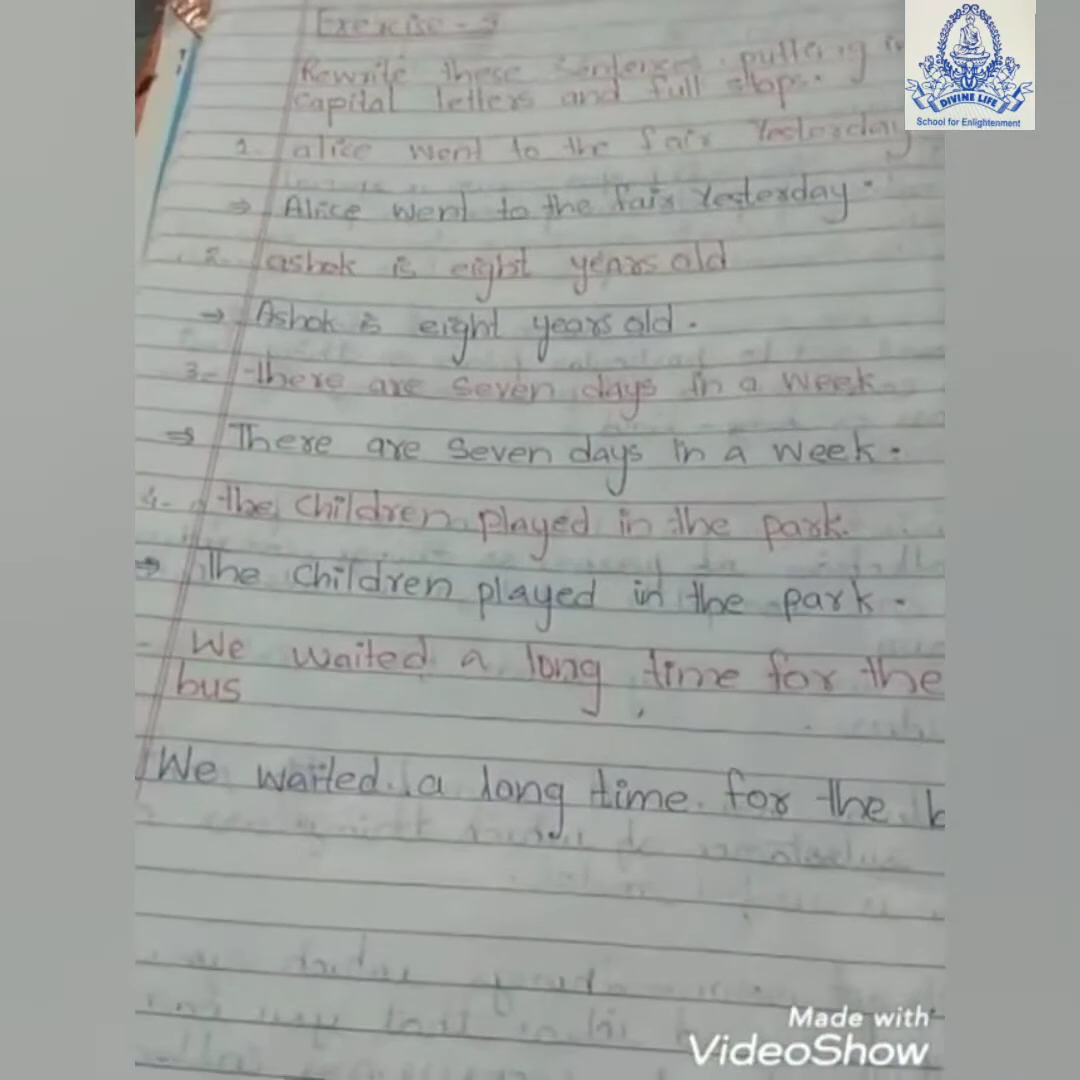 Exercise - 3
Rewrite these sentences putting in
Capital letters and full stops.
1. alice went to the fair Yesterday
⇒ Alice went to the fair Yesterday.
2. ashok is eight years old
→ Ashok is eight years old.
3- there are seven days in a week
⇒ There are seven days in a week.
4- the children played in the park.
⇒ The children played in the park.
- We waited a long time for the
bus
We waited a long time for the b
DIVINE LIFE
School for Enlightenment
Made with
VideoShow